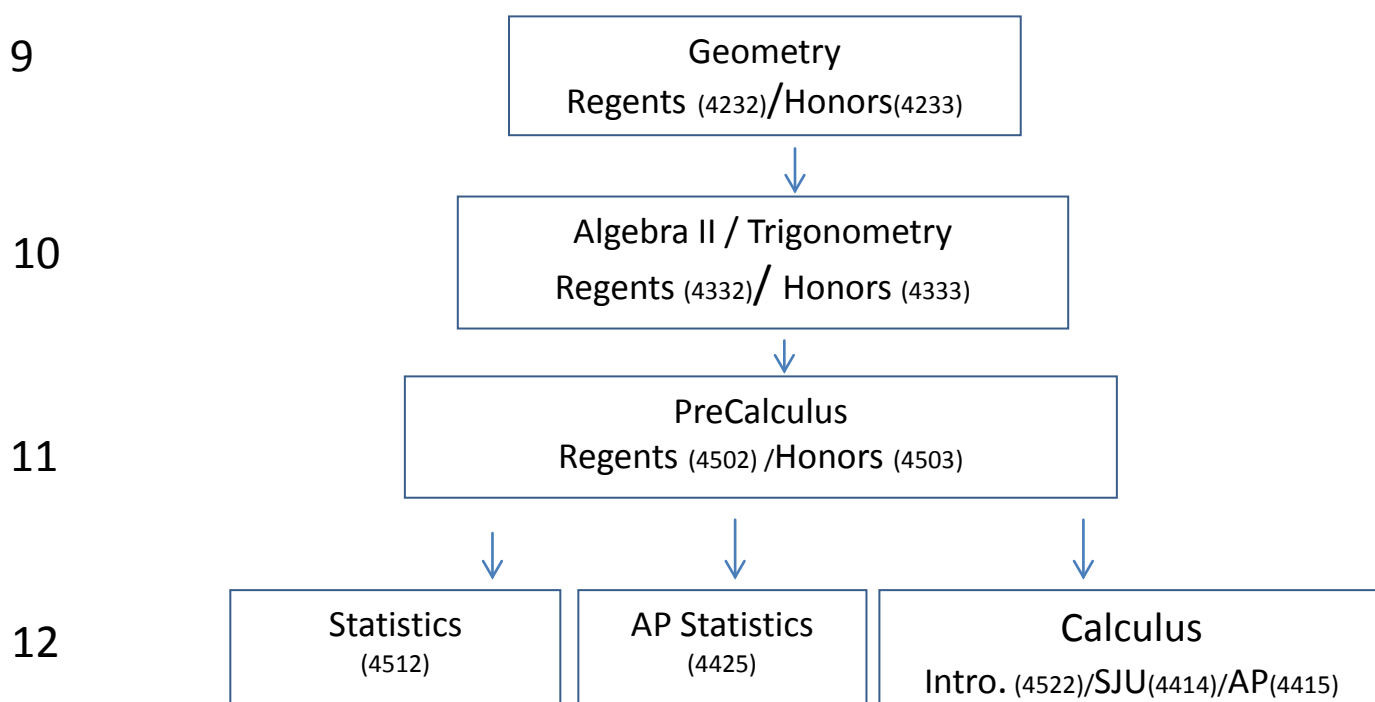 9
Geometry
Regents (4232)/Honors(4233)
10
Algebra II / Trigonometry
Regents (4332)/ Honors (4333)
11
PreCalculus
Regents (4502) /Honors (4503)
12
Statistics
(4512)
AP Statistics
(4425)
Calculus
Intro. (4522)/SJU(4414)/AP(4415)